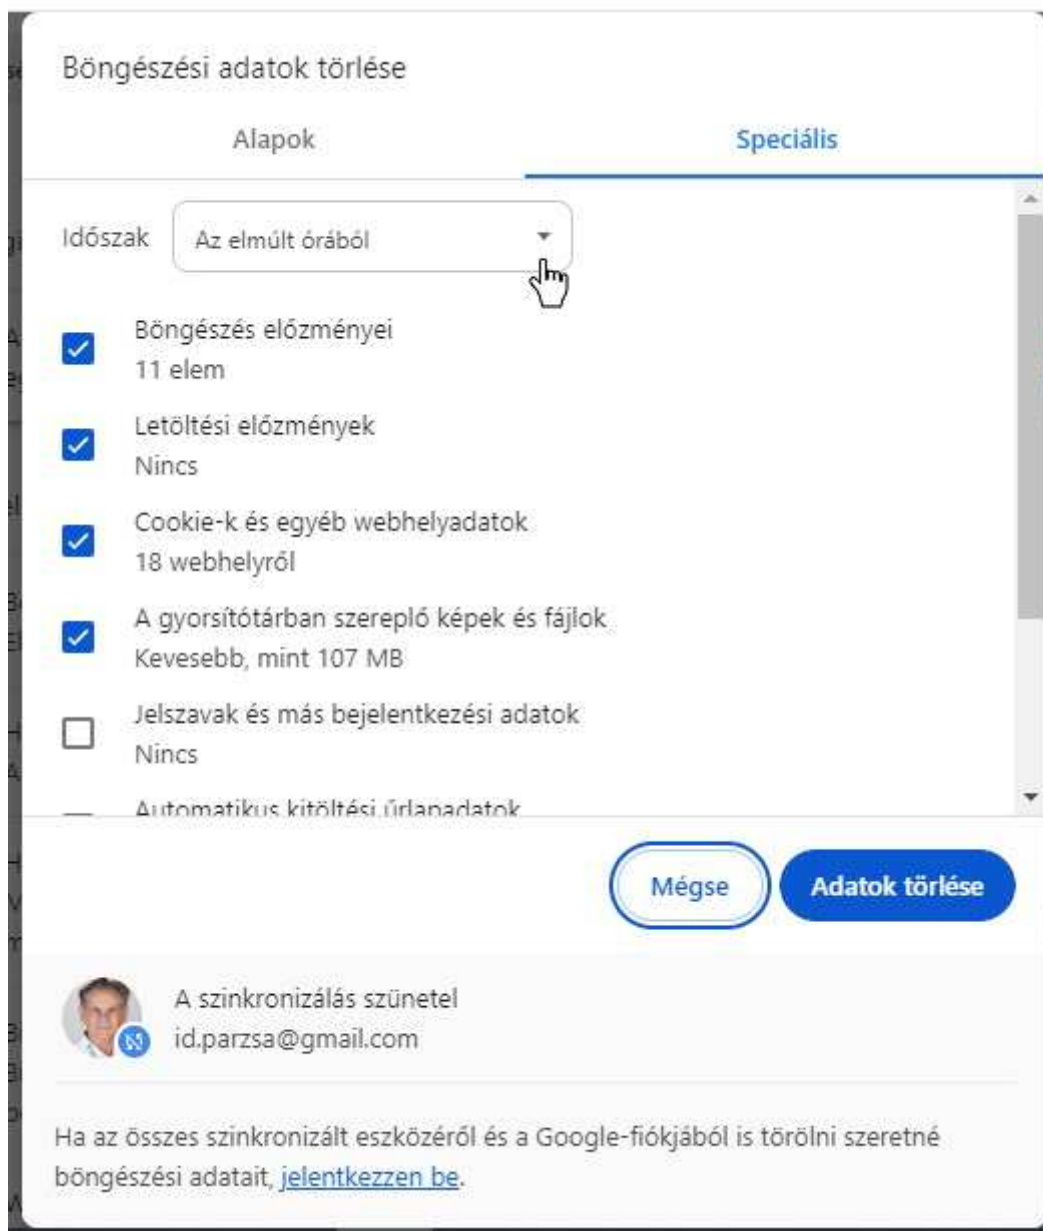 Böngészési adatok törlése
Alapok
Speciális
Időszak
Az elmúlt órából
Böngészés előzményei
11 elem
Letöltési előzmények
Nincs
Cookie-k és egyéb webhelyadatok
18 webhelyről
A gyorsítótárban szereplő képek és fájlok
Kevesebb, mint 107 MB
Jelszavak és más bejelentkezési adatok
Nincs
Automatikus kitöltési űrlapadatok
Mégse
Adatok törlése
A szinkronizálás szünetel
id.parzsa@gmail.com
Ha az összes szinkronizált eszközéről és a Google-fiókjából is törölni szeretné
böngészési adatait, jelentkezzen be.